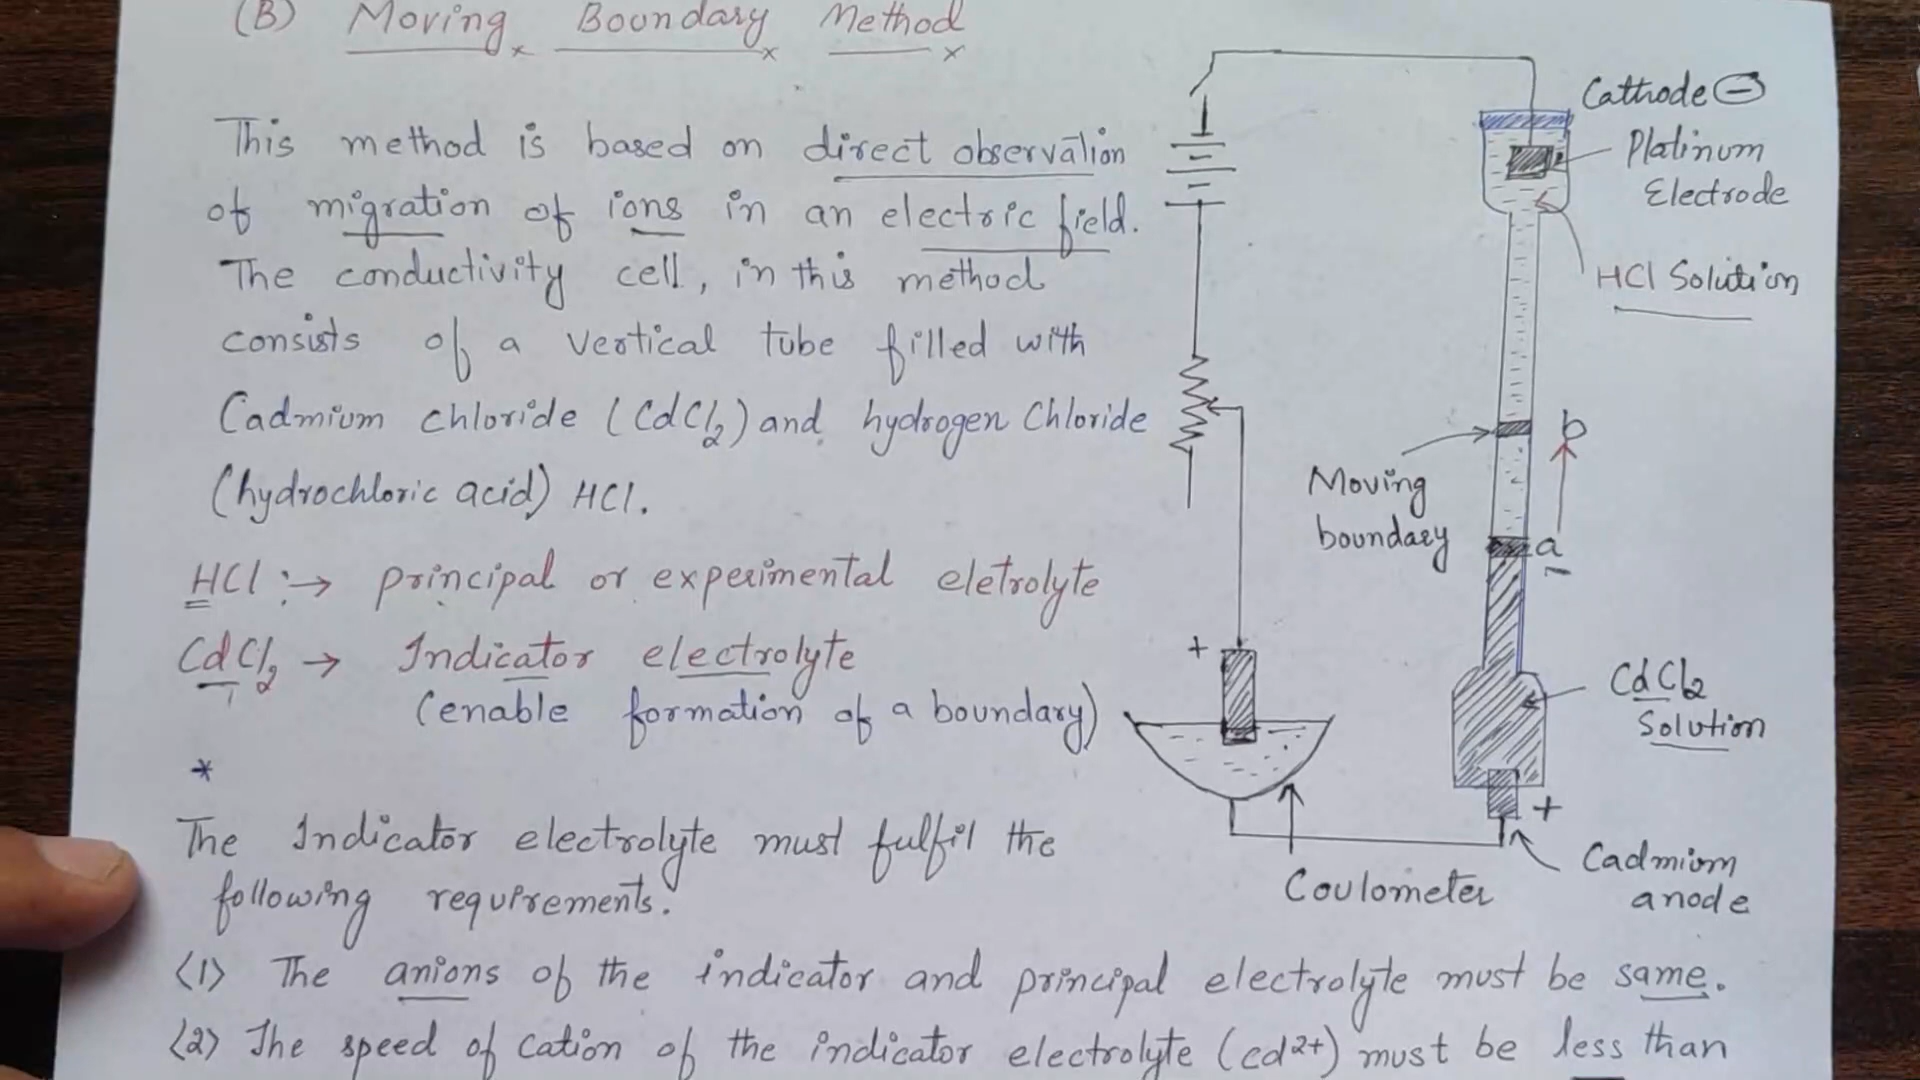 (B) Moving Boundary Method
This method is based on direct observation
of migration of ions in an electric field.
The conductivity cell, in this method
consists of a vertical tube filled with
Cadmium chloride (CdCl2) and hydrogen Chloride
(hydrochloric acid) HCl.
HCl :→ principal or experimental eletrolyte
CdCl2 → Indicator electrolyte
(enable formation of a boundary)
*
The Indicator electrolyte must fulfil the
following requirements.
(1) The anions of the indicator and principal electrolyte must be same.
(2) The speed of cation of the indicator electrolyte (cd2+) must be less than
Cathode ⊖
Platinum
Electrode
HCl Solution
b
Moving
boundary
a
+
CdCl2
Solution
+
Cadmium
anode
Coulometer